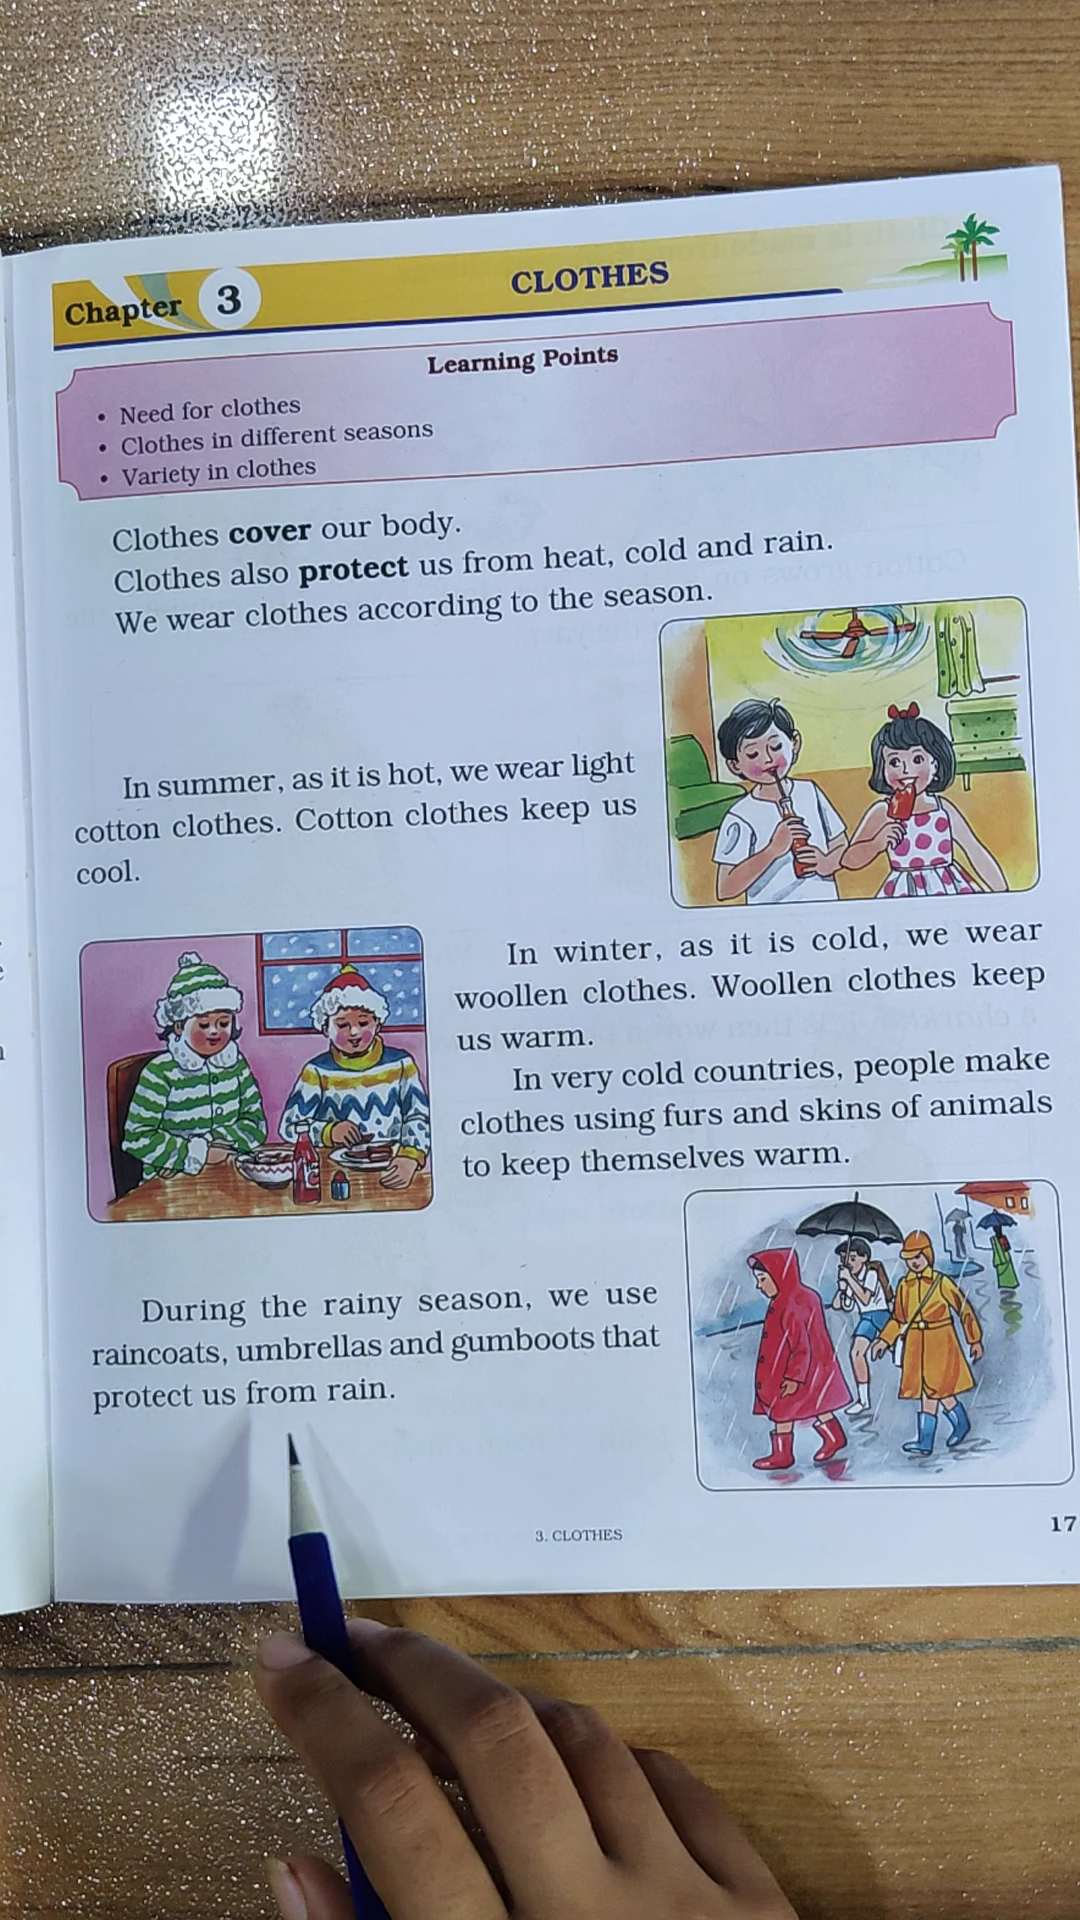 Chapter 3
CLOTHES
Learning Points
• Need for clothes
• Clothes in different seasons
• Variety in clothes
Clothes cover our body.
Clothes also protect us from heat, cold and rain.
We wear clothes according to the season.
In summer, as it is hot, we wear light
cotton clothes. Cotton clothes keep us
cool.
In winter, as it is cold, we wear
woollen clothes. Woollen clothes keep
us warm.
In very cold countries, people make
clothes using furs and skins of animals
to keep themselves warm.
During the rainy season, we use
raincoats, umbrellas and gumboots that
protect us from rain.
3. CLOTHES
17